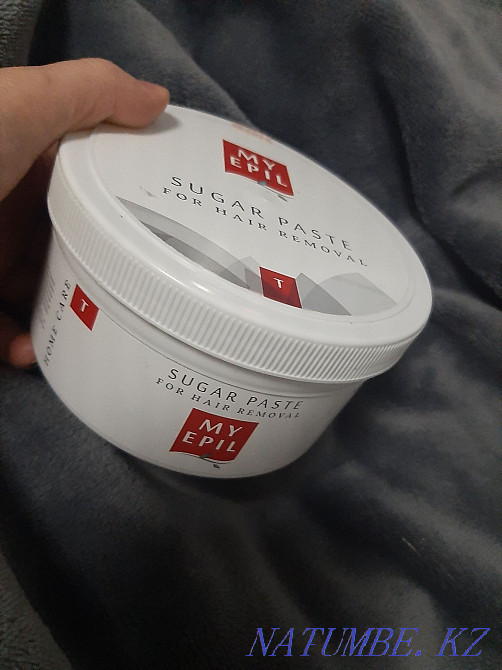 MY
EPIL
SUGAR PASTE
FOR HAIR REMOVAL
T
T
HOME CARE
SUGAR PASTE
FOR HAIR REMOVAL
MY
EPIL
NATUMBE.KZ